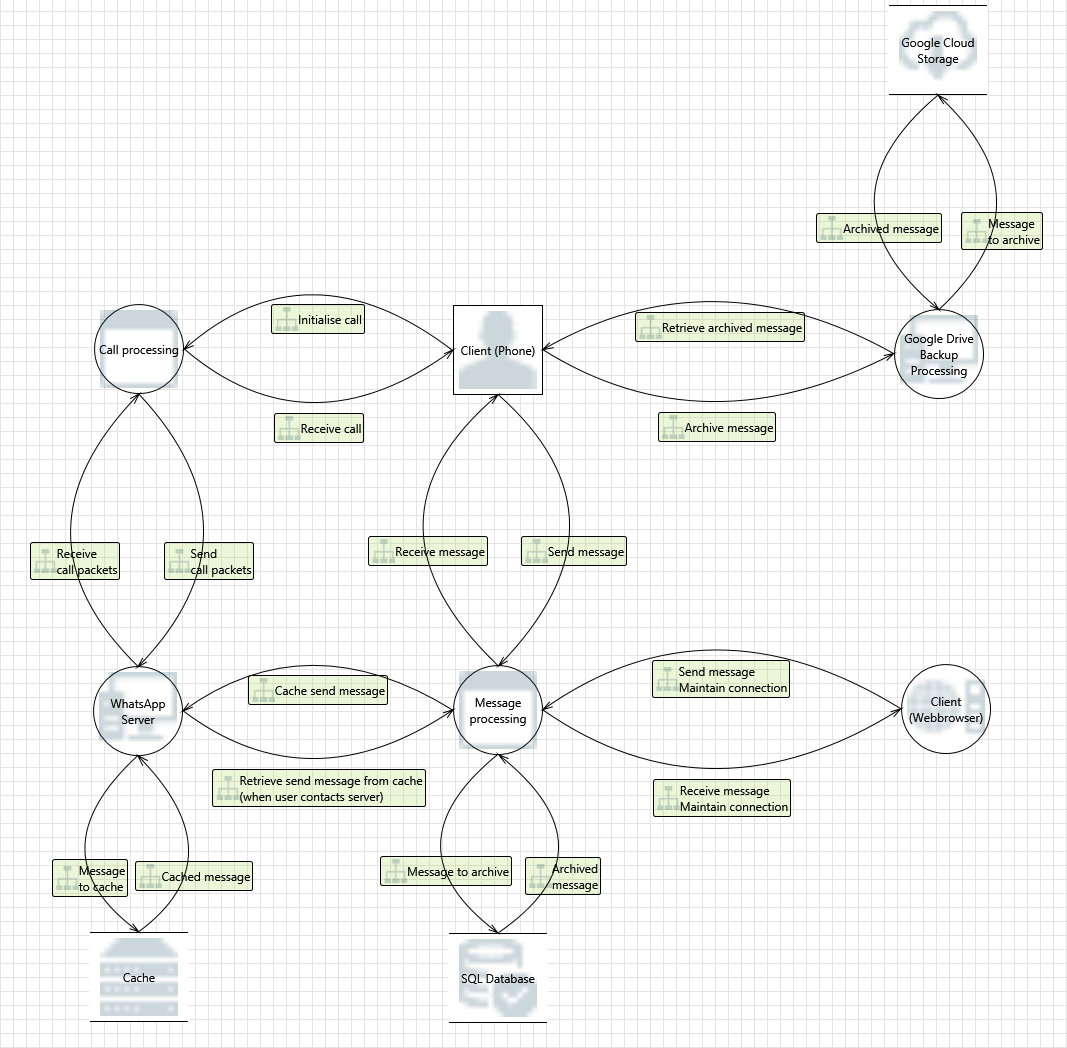 Google Cloud
Storage
Archived message
Message
to archive
Initialise call
Retrieve archived message
Call processing
Client (Phone)
Google Drive
Backup
Processing
Receive call
Archive message
Receive
call packets
Send
call packets
Receive message
Send message
Cache send message
Send message
Maintain connection
WhatsApp
Server
Message
processing
Client
(Webbrowser)
Retrieve send message from cache
(when user contacts server)
Receive message
Maintain connection
Message
to cache
Cached message
Message to archive
Archived
message
Cache
SQL Database